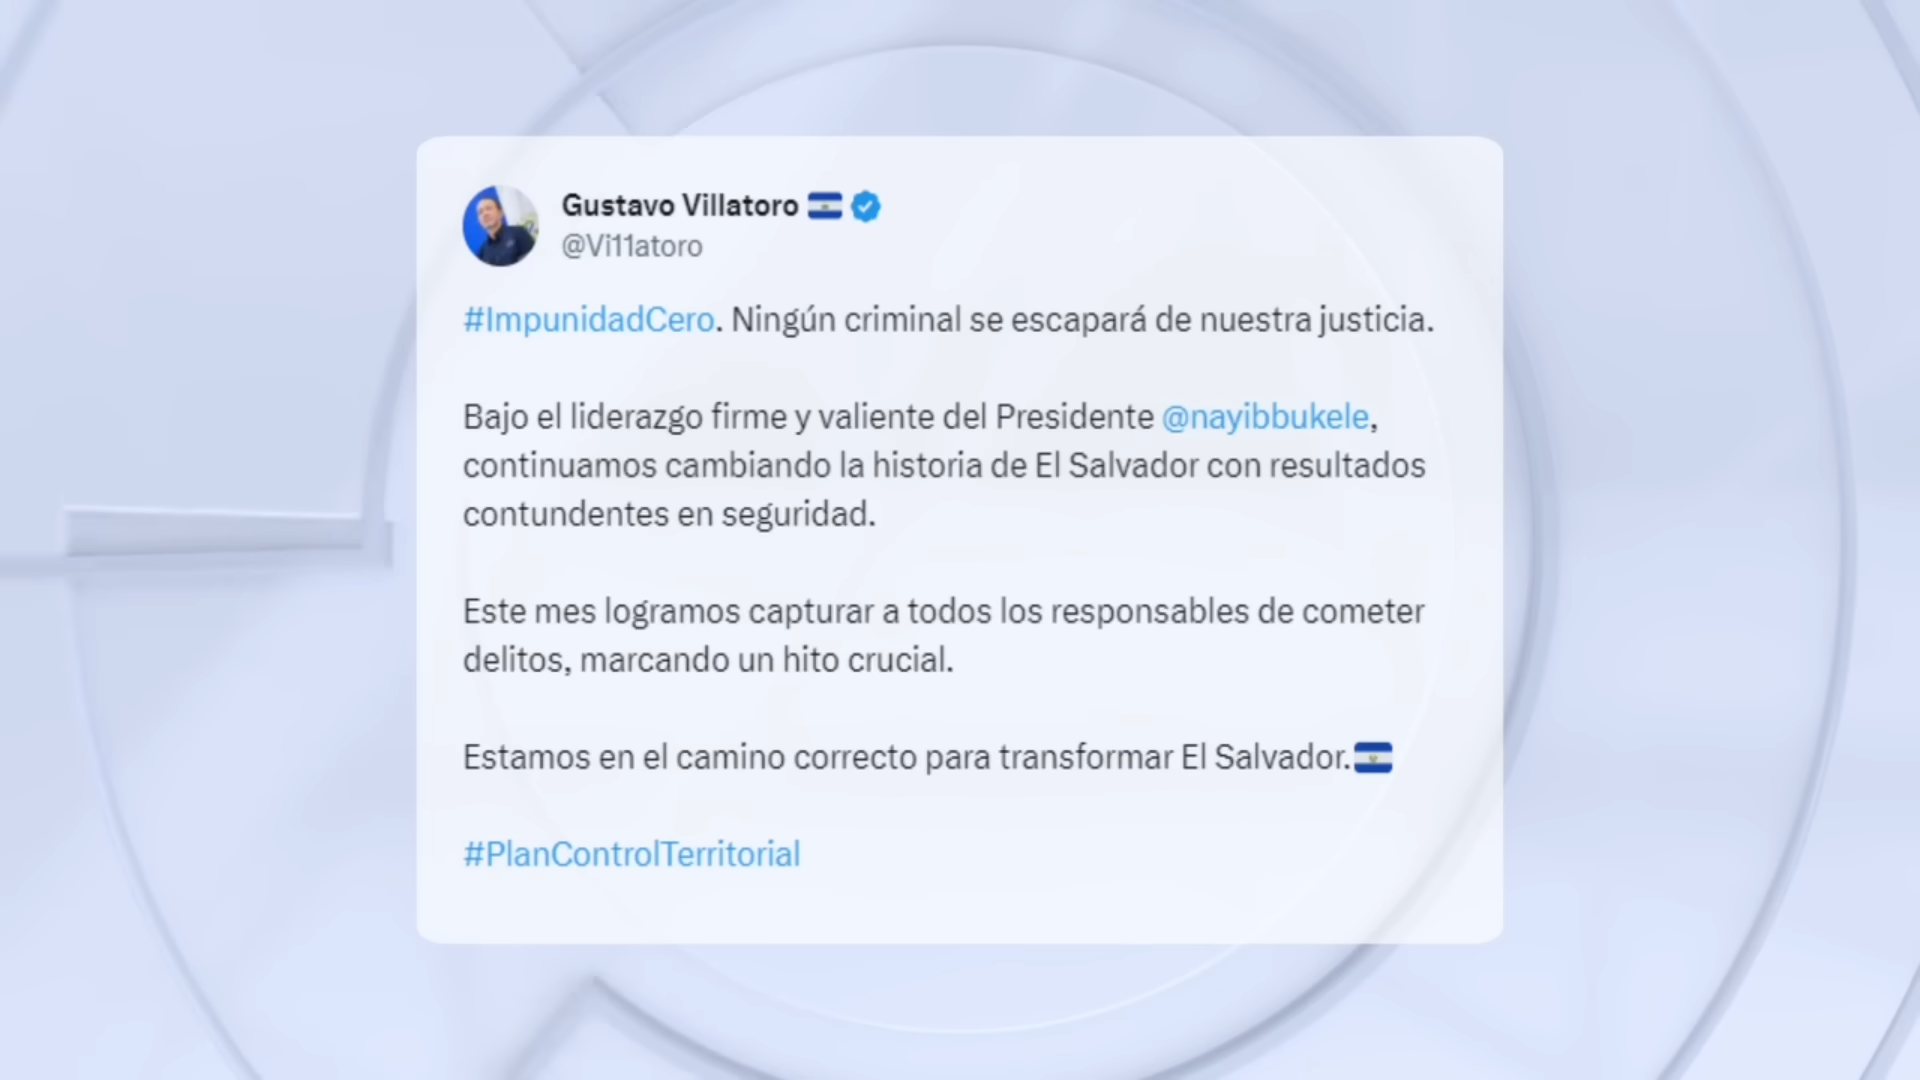 Gustavo Villatoro
@Vi11atoro
#ImpunidadCero. Ningún criminal se escapará de nuestra justicia.
Bajo el liderazgo firme y valiente del Presidente @nayibbukele,
continuamos cambiando la historia de El Salvador con resultados
contundentes en seguridad.
Este mes logramos capturar a todos los responsables de cometer
delitos, marcando un hito crucial.
Estamos en el camino correcto para transformar El Salvador.
#PlanControlTerritorial